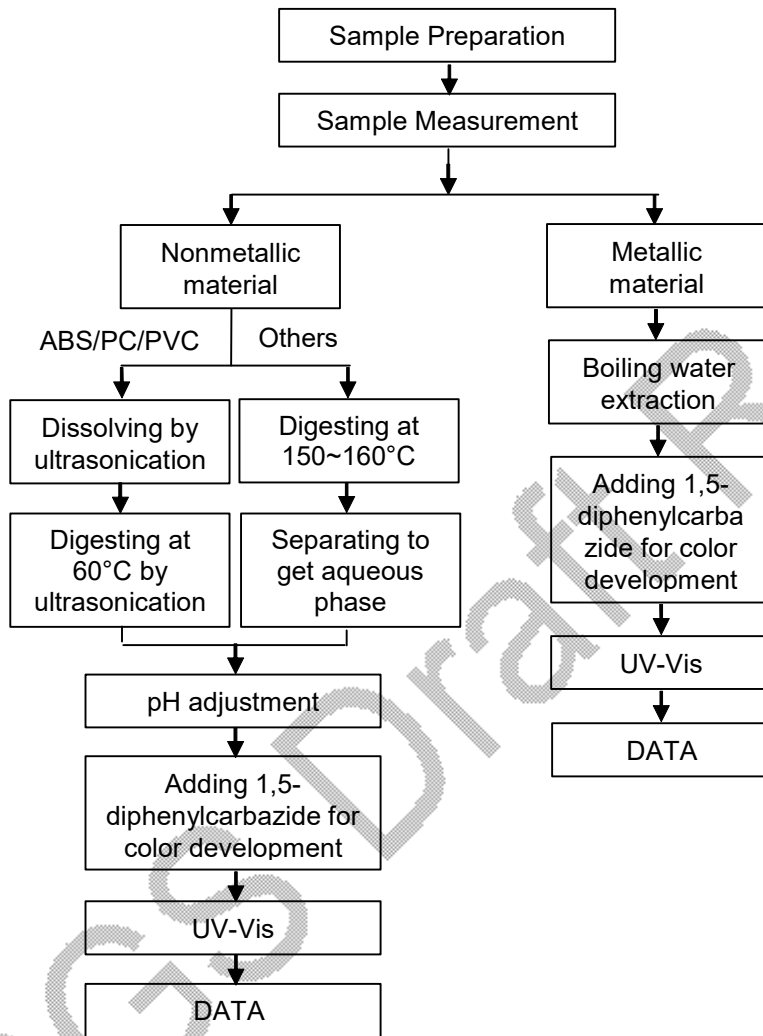 Sample Preparation
Sample Measurement
Nonmetallic
material
Metallic
material
ABS/PC/PVC
Others
Boiling water
extraction
Dissolving by
ultrasonication
Digesting at
150~160°C
Adding 1,5-
diphenylcarba
zide for color
development
Digesting at
60°C by
ultrasonication
Separating to
get aqueous
phase
UV-Vis
pH adjustment
DATA
Adding 1,5-
diphenylcarbazide for
color development
UV-Vis
DATA
GS Draft R